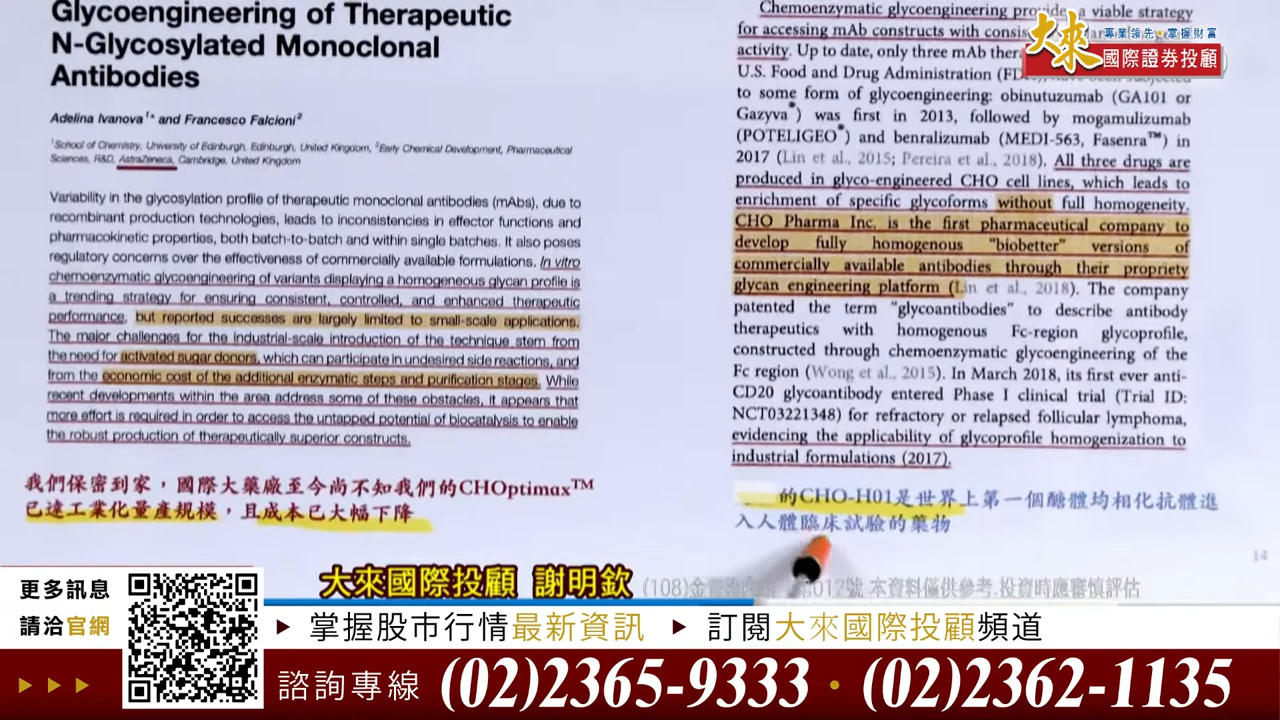 Glycoengineering of Therapeutic
N-Glycosylated Monoclonal
Antibodies
Adelina Ivanova¹* and Francesco Falcioni²
¹School of Chemistry, University of Edinburgh, Edinburgh, United Kingdom, ²Early Chemical Development, Pharmaceutical
Sciences, R&D, AstraZeneca, Cambridge, United Kingdom
Variability in the glycosylation profile of therapeutic monoclonal antibodies (mAbs), due to
recombinant production technologies, leads to inconsistencies in effector functions and
pharmacokinetic properties, both batch-to-batch and within single batches. It also poses
regulatory concerns over the effectiveness of commercially available formulations. In vitro
chemoenzymatic glycoengineering of variants displaying a homogeneous glycan profile is
a trending strategy for ensuring consistent, controlled, and enhanced therapeutic
performance, but reported successes are largely limited to small-scale applications.
The major challenges for the industrial-scale introduction of the technique stem from
the need for activated sugar donors, which can participate in undesired side reactions, and
from the economic cost of the additional enzymatic steps and purification stages. While
recent developments within the area address some of these obstacles, it appears that
more effort is required in order to access the untapped potential of biocatalysis to enable
the robust production of therapeutically superior constructs.
我們保密到家，國際大藥廠至今尚不知我們的CHOptimax™
已達工業化量產規模，且成本已大幅下降
Chemoenzymatic glycoengineering provide a viable strategy
for accessing mAb constructs with
activity. Up to date, only three mAb
U.S. Food and Drug Administration
to some form of glycoengineering: obinutuzumab (GA101 or
Gazyva®) was first in 2013, followed by mogamulizumab
(POTELIGEO®) and benralizumab (MEDI-563, Fasenra™) in
2017 (Lin et al., 2015; Pereira et al., 2018). All three drugs are
produced in glyco-engineered CHO cell lines, which leads to
enrichment of specific glycoforms without full homogeneity.
CHO Pharma Inc. is the first pharmaceutical company to
develop fully homogenous "biobetter" versions of
commercially available antibodies through their propriety
glycan engineering platform (Lin et al., 2018). The company
patented the term "glycoantibodies" to describe antibody
therapeutics with homogenous Fc-region glycoprofile,
constructed through chemoenzymatic glycoengineering of the
Fc region (Wong et al., 2015). In March 2018, its first ever anti-
CD20 glycoantibody entered Phase I clinical trial (Trial ID:
NCT03221348) for refractory or relapsed follicular lymphoma,
evidencing the applicability of glycoprofile homogenization to
industrial formulations (2017).
的CHO-H01是世界上第一個醣體均相化抗體進
入人體臨床試驗的藥物
14
大來
專業領先·掌握財富
國際證券投顧
大來國際投顧 謝明欽
(108)金管 012號 本資料僅供參考.投資時應審慎評估
更多訊息
請洽官網
掌握股市行情最新資訊 訂閱大來國際投顧頻道
諮詢專線 (02)2365-9333 · (02)2362-1135